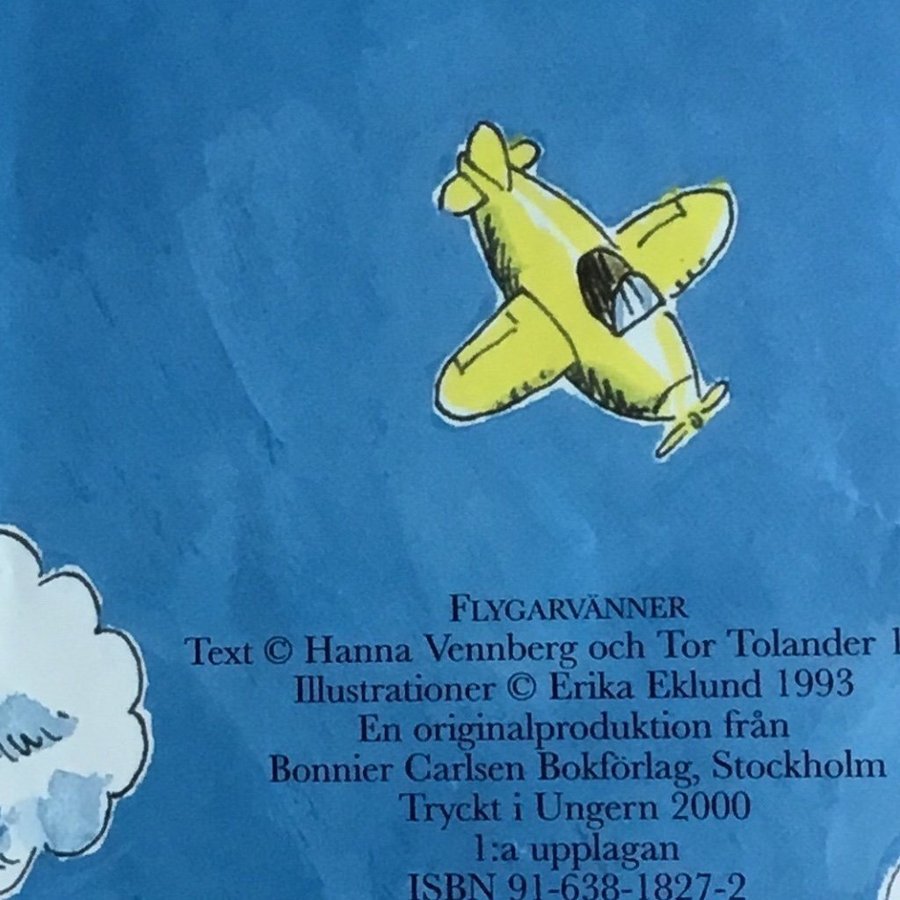 FLYGARVÄNNER
Text © Hanna Vennberg och Tor Tolander
Illustrationer © Erika Eklund 1993
En originalproduktion från
Bonnier Carlsen Bokförlag, Stockholm
Tryckt i Ungern 2000
1:a upplagan
ISBN 91-638-1827-2